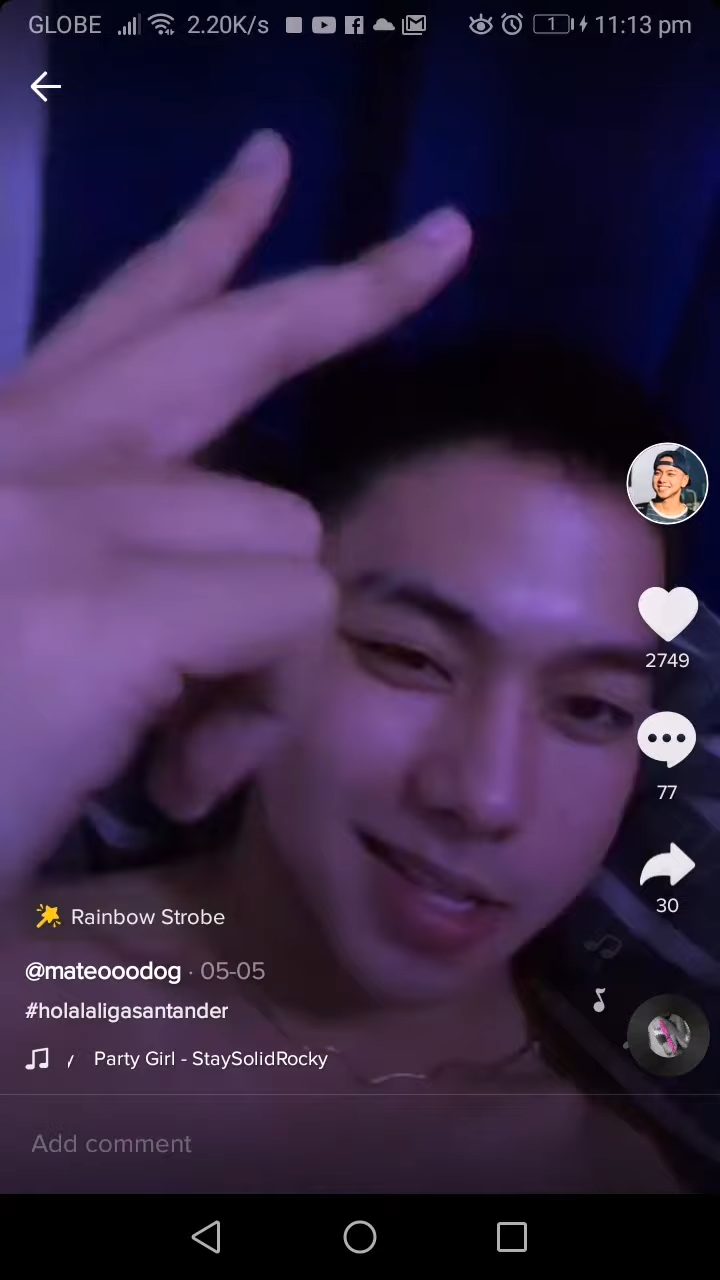 GLOBE 2.20K/s 1 11:13 pm
2749
77
30
Rainbow Strobe
@mateooodog · 05-05
#holalaligasantander
y Party Girl - StaySolidRocky
Add comment